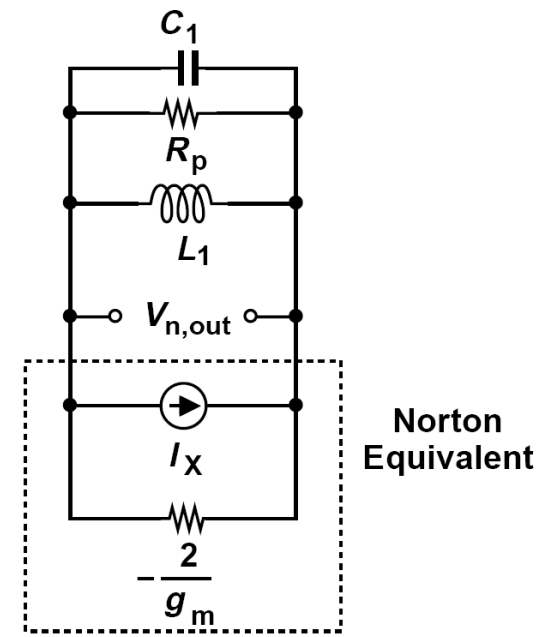 C1
Rp
L1
Vn,out
IX
Norton
Equivalent
− 2
gm